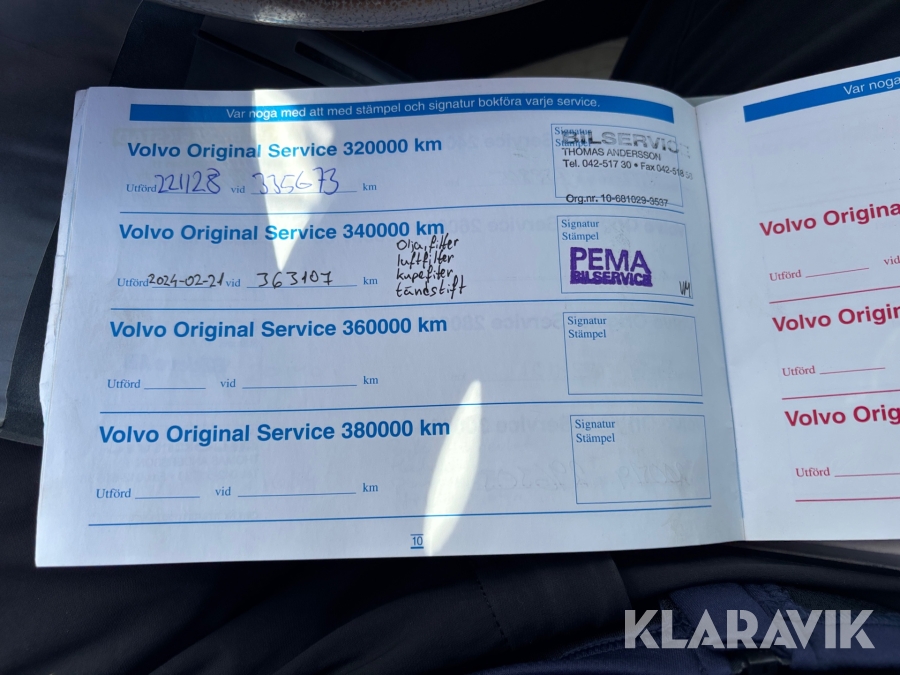 Var noga med att med stämpel och signatur bokföra varje service.
Volvo Original Service 320000 km
Utförd 221128 vid 335673 km
Signatur
Stämpel
BILSERVICE
THOMAS ANDERSSON
Tel. 042-517 30 • Fax 042-518
Org.nr. 10-681029-3537
Volvo Original Service 340000 km
Utförd 2024-02-21 vid 363107 km
Olja, filter
luftfilter
kupefilter
tändstift
Signatur
Stämpel
PEMA
BILSERVICE
VM
Volvo Original Service 360000 km
Utförd vid km
Signatur
Stämpel
Volvo Original Service 380000 km
Utförd vid km
Signatur
Stämpel
10
Var noga
Volvo Origina
Utförd vid
Volvo Origin
Utförd
Volvo Orig
Utförd
KLARAVIK